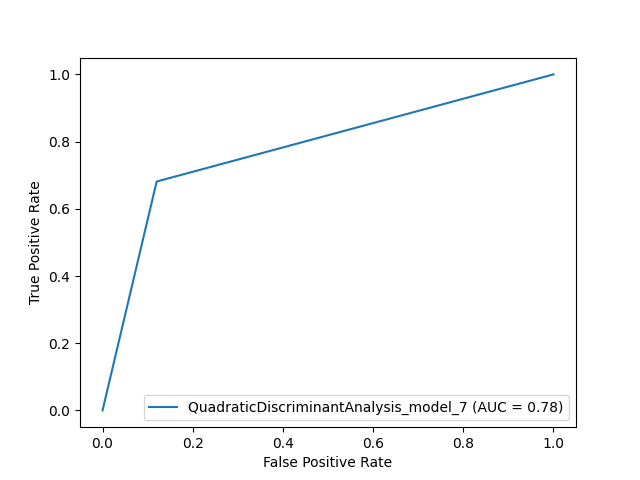 1.0
0.8
0.6
0.4
0.2
0.0
True Positive Rate
QuadraticDiscriminantAnalysis_model_7 (AUC = 0.78)
0.0 0.2 0.4 0.6 0.8 1.0
False Positive Rate